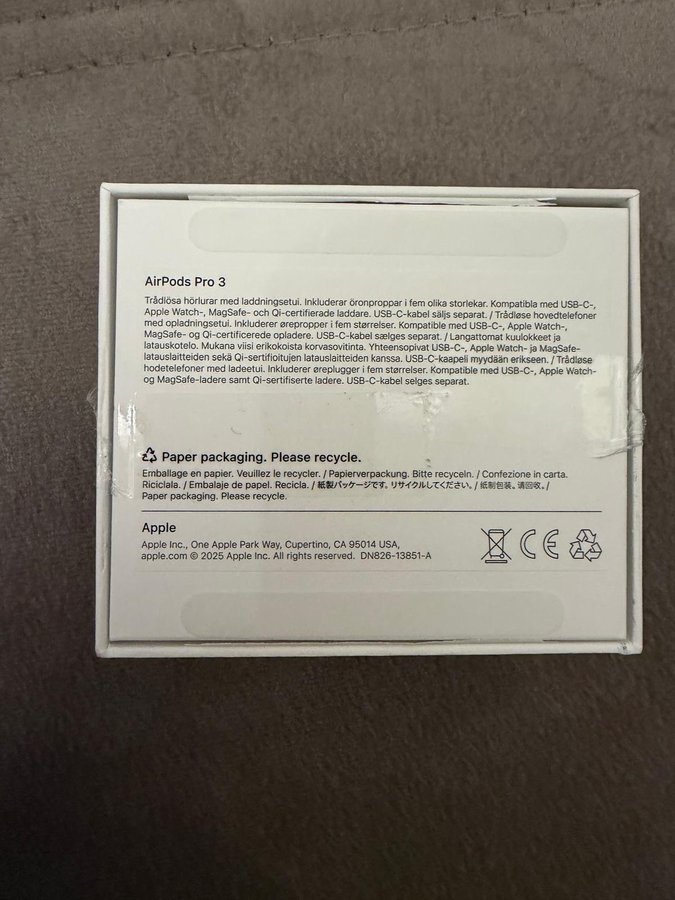 AirPods Pro 3
Trådlösa hörlurar med laddningsetui. Inkluderar öronproppar i fem olika storlekar. Kompatibla med USB-C-,
Apple Watch-, MagSafe- och Qi-certifierade laddare. USB-C-kabel säljs separat. / Trådløse hovedtelefoner
med opladningsetui. Inkluderer ørepropper i fem størrelser. Kompatible med USB-C-, Apple Watch-,
MagSafe- og Qi-certificerede opladere. USB-C-kabel sælges separat. / Langattomat kuulokkeet ja
latauskotelo. Mukana viisi erikokoista korvasovitinta. Yhteensopivat USB-C-, Apple Watch- ja MagSafe-
latauslaitteiden sekä Qi-sertifioitujen latauslaitteiden kanssa. USB-C-kaapeli myydään erikseen. / Trådløse
hodetelefoner med ladeetui. Inkluderer øreplugger i fem størrelser. Kompatible med USB-C-, Apple Watch-
og MagSafe-ladere samt Qi-sertifiserte ladere. USB-C-kabel selges separat.
Paper packaging. Please recycle.
Emballage en papier. Veuillez le recycler. / Papierverpackung. Bitte recyceln. / Confezione in carta.
Riciclala. / Embalaje de papel. Recicla. / 紙製パッケージです。リサイクルしてください。/ 纸制包装。请回收。/
Paper packaging. Please recycle.
Apple
Apple Inc., One Apple Park Way, Cupertino, CA 95014 USA,
apple.com © 2025 Apple Inc. All rights reserved. DN826-13851-A
CE